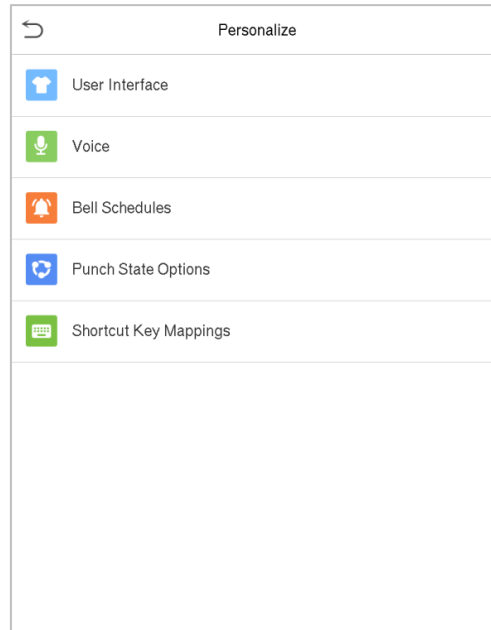 Personalize
User Interface
Voice
Bell Schedules
Punch State Options
Shortcut Key Mappings